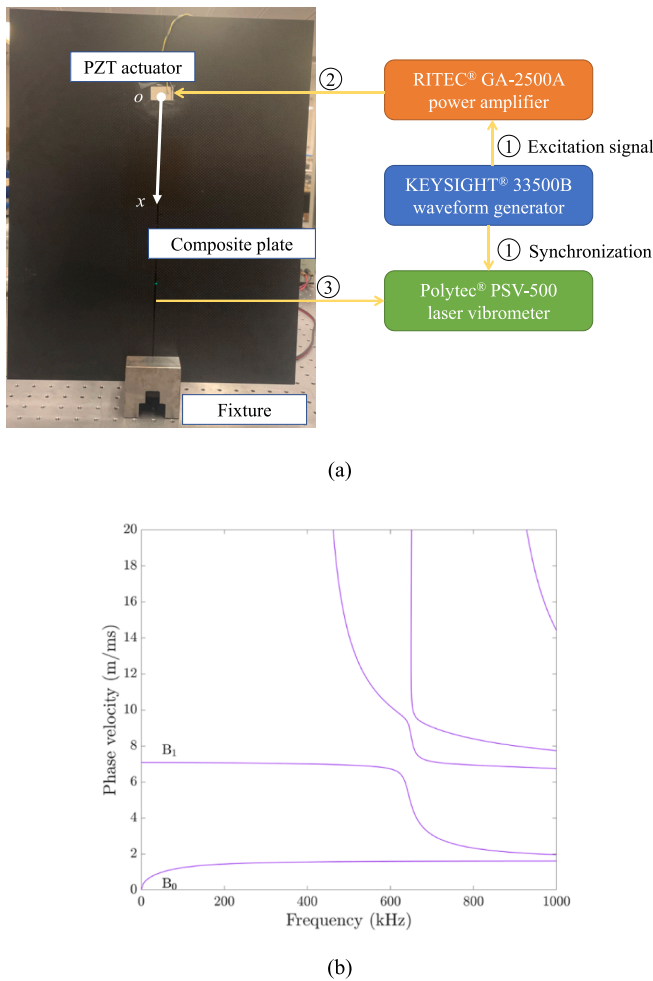 PZT actuator
o
x
Composite plate
Fixture
②
RITEC® GA-2500A
power amplifier
① Excitation signal
KEYSIGHT® 33500B
waveform generator
① Synchronization
③
Polytec® PSV-500
laser vibrometer
(a)
20
18
16
14
12
10
8
6
4
2
0
Phase velocity (m/ms)
B₁
B₀
0 200 400 600 800 1000
Frequency (kHz)
(b)